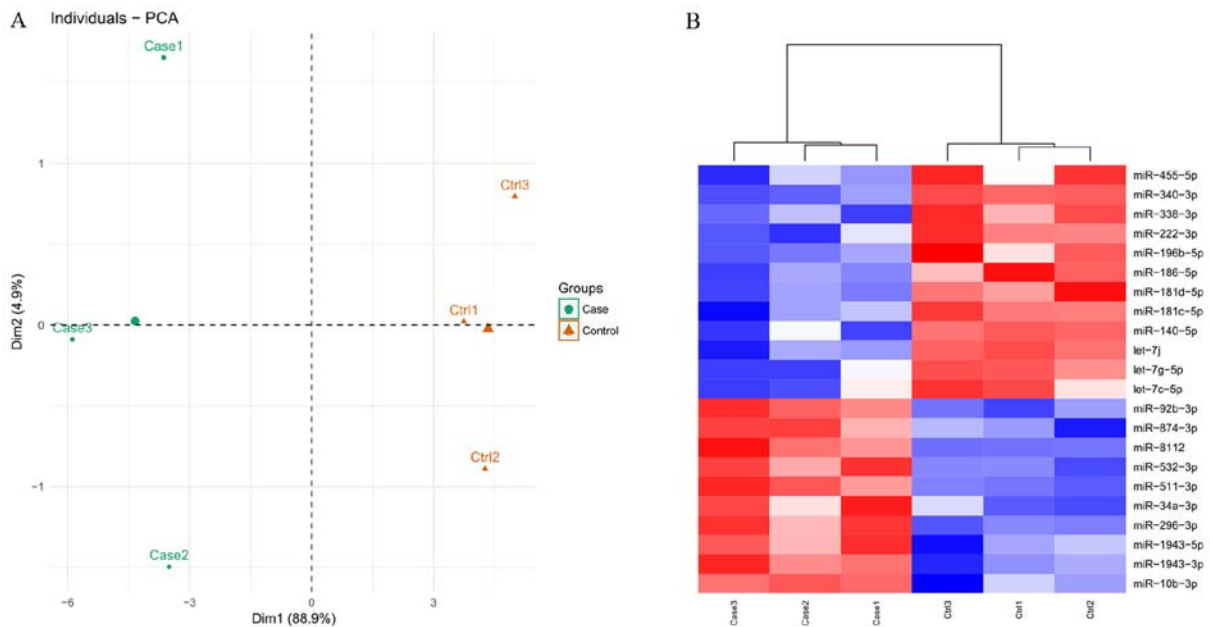 A
Individuals - PCA
Case1
1
Ctrl3
Dim2 (4.9%)
0
Ctrl1
Case3
-1
Ctrl2
Case2
-6
-3
0
3
Dim1 (88.9%)
Groups
Case
Control
B
miR-455-5p
miR-340-3p
miR-338-3p
miR-222-3p
miR-196b-5p
miR-186-5p
miR-181d-5p
miR-181c-5p
miR-140-5p
let-7j
let-7g-5p
let-7c-5p
miR-92b-3p
miR-874-3p
miR-8112
miR-532-3p
miR-511-3p
miR-34a-3p
miR-296-3p
miR-1943-5p
miR-1943-3p
miR-10b-3p
Case3
Case2
Case1
Ctrl3
Ctrl1
Ctrl2